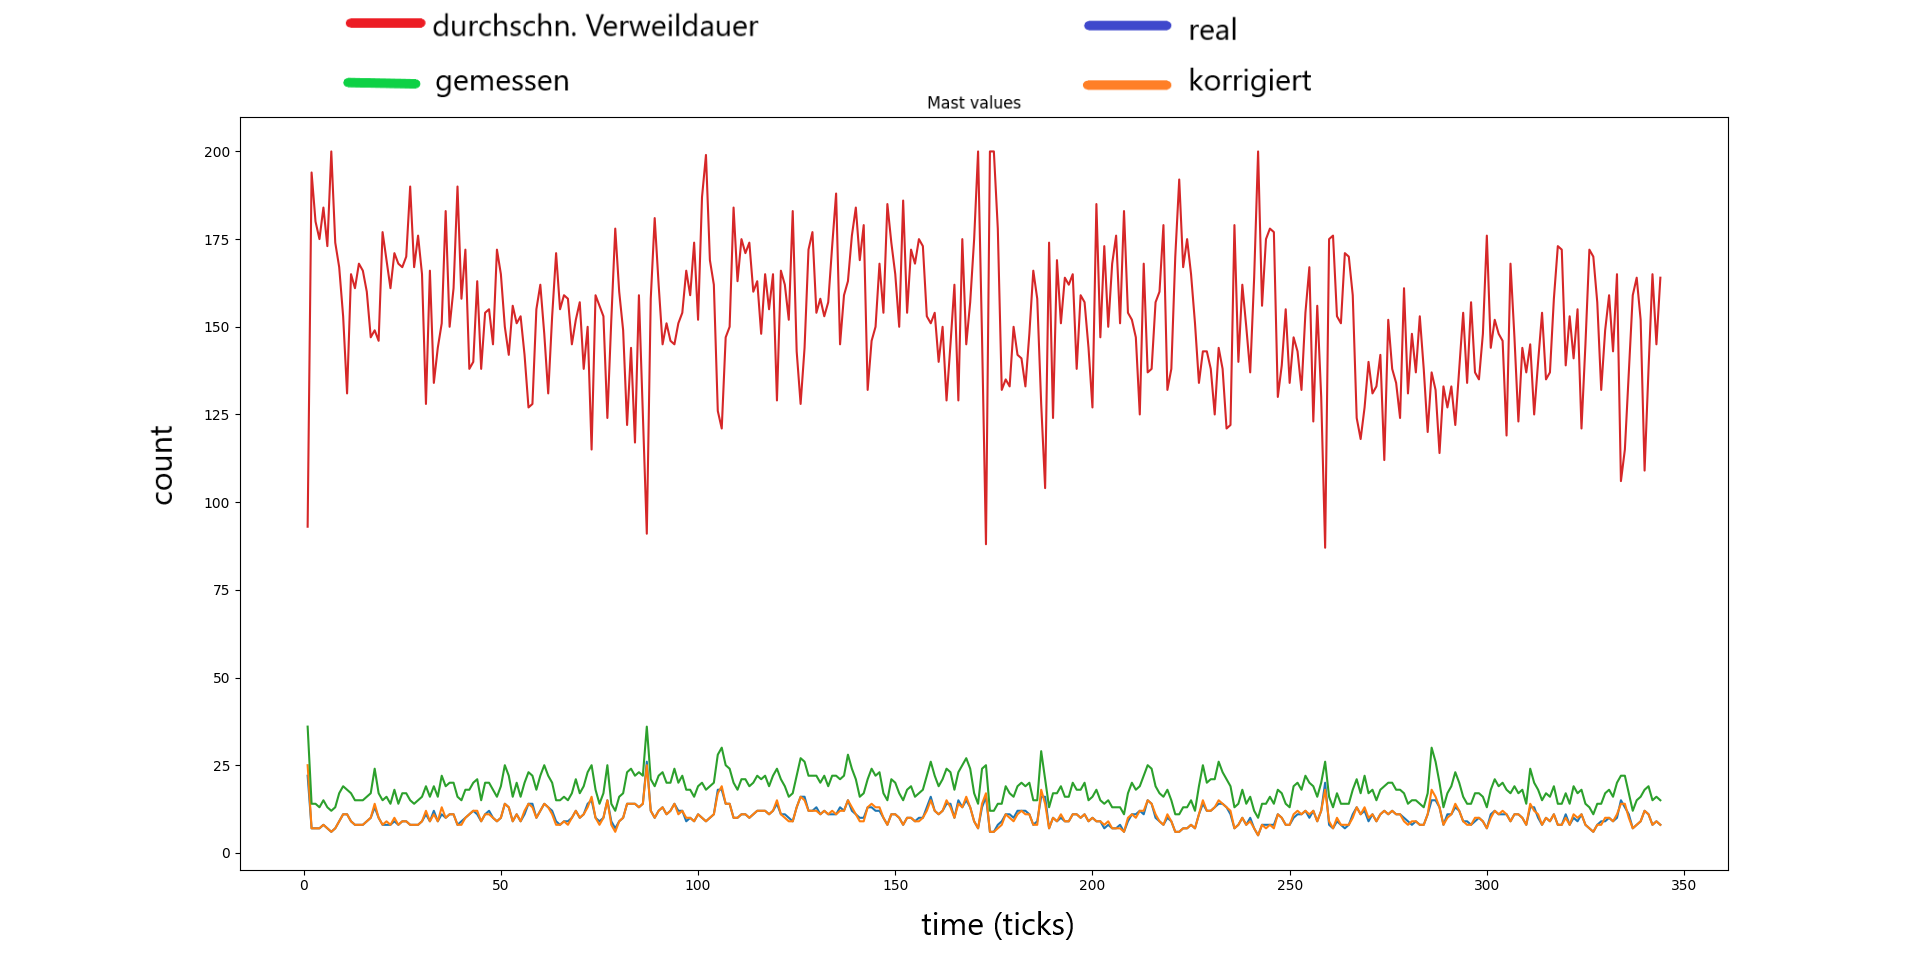 durchschn. Verweildauer
real
gemessen
korrigiert
Mast values
200
175
150
125
100
75
50
25
0
count
0 50 100 150 200 250 300 350
time (ticks)